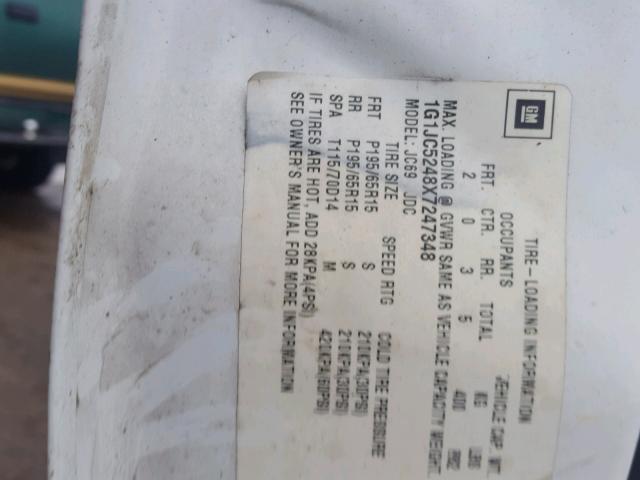 GM
TIRE-LOADING INFORMATION
OCCUPANTS VEHICLE CAP. WT.
FRT. CTR. RR. TOTAL KG LBS
2 0 3 5 400 882
MAX. LOADING @ GVWR SAME AS VEHICLE CAPACITY WEIGHT.
1G1JC5248X7247348
MODEL: JC69 JDC
TIRE SIZE SPEED RTG COLD TIRE PRESSURE
FRT P195/65R15 S 210KPA(30PSI)
RR P195/65R15 S 210KPA(30PSI)
SPA T115/70D14 M 420KPA(60PSI)
IF TIRES ARE HOT, ADD 28KPA(4PSI)
SEE OWNER'S MANUAL FOR MORE INFORMATION